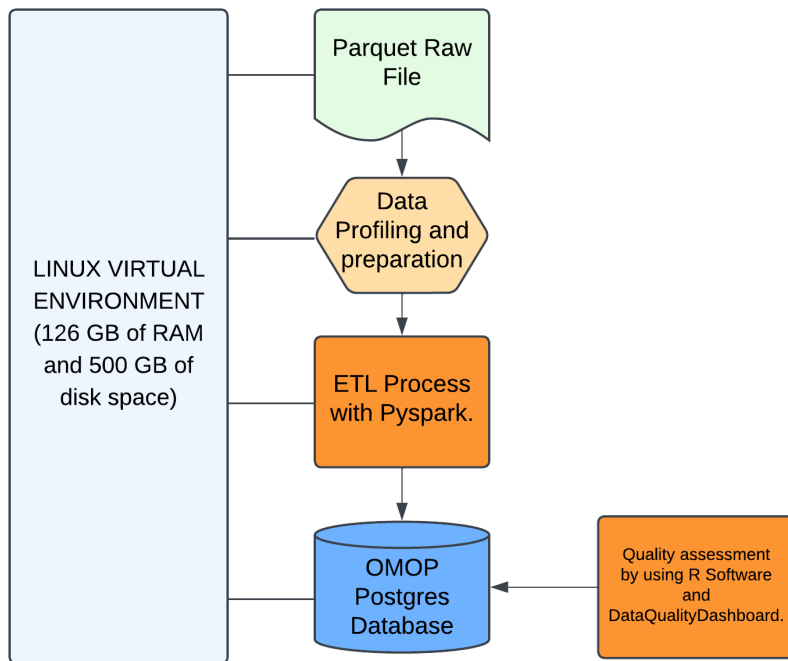 Parquet Raw
File
Data
Profiling and
preparation
LINUX VIRTUAL
ENVIRONMENT
(126 GB of RAM
and 500 GB of
disk space)
ETL Process
with Pyspark.
OMOP
Postgres
Database
Quality assessment
by using R Software
and
DataQualityDashboard.